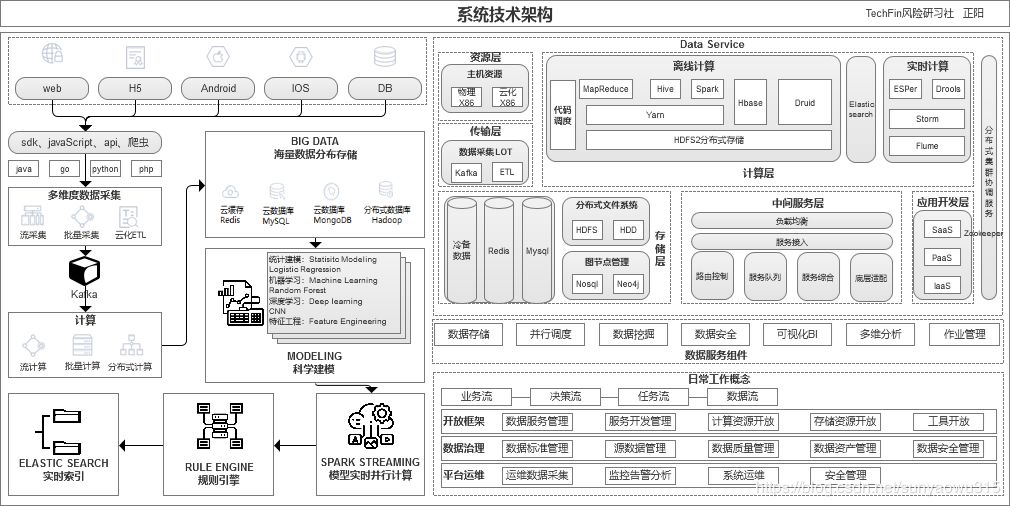 系统技术架构
TechFin风险研习社 正阳
web
H5
Android
IOS
DB
sdk、javaScript、api、爬虫
java
go
python
php
多维度数据采集
流采集
批量采集
云化ETL
Kafka
计算
流计算
批量计算
分布式计算
BIG DATA
海量数据分布存储
云缓存
Redis
云数据库
MySQL
云数据库
MongoDB
分布式数据库
Hadoop
统计建模：Statisito Modeling
Logistic Regression
机器学习：Machine Learning
Random Forest
深度学习：Deep learning
CNN
特征工程：Feature Engineering
MODELING
科学建模
ELASTIC SEARCH
实时索引
RULE ENGINE
规则引擎
SPARK STREAMING
模型实时并行计算
Data Service
资源层
主机资源
物理
X86
云化
X86
传输层
数据采集LOT
Kafka
ETL
离线计算
代码
调度
MapReduce
Hive
Spark
Yarn
Hbase
Druid
HDFS2分布式存储
Elastic
search
实时计算
ESPer
Drools
Storm
Flume
计算层
分布式集群协调服务
Zookeeper
冷备
数据
Redis
Mysql
分布式文件系统
HDFS
HDD
图节点管理
Nosql
Neo4j
存储层
中间服务层
负载均衡
服务接入
路由控制
服务队列
服务综合
底层适配
应用开发层
SaaS
PaaS
IaaS
数据存储
并行调度
数据挖掘
数据安全
可视化BI
多维分析
作业管理
数据服务组件
日常工作概念
业务流
决策流
任务流
数据流
开放框架
数据服务管理
服务开发管理
计算资源开放
存储资源开放
工具开放
数据治理
数据标准管理
源数据管理
数据质量管理
数据资产管理
数据安全管理
平台运维
运维数据采集
监控告警分析
系统运维
安全管理
https://blog.csdn.net/sunyaowu315